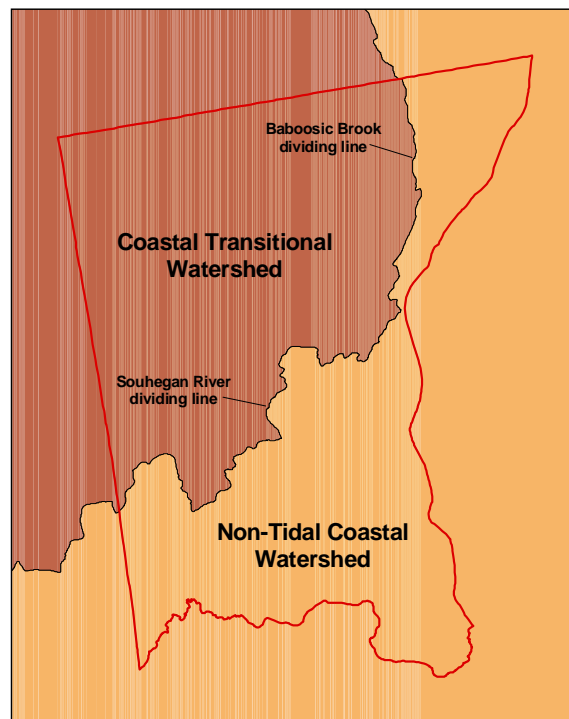 Baboosic Brook
dividing line
Coastal Transitional
Watershed
Souhegan River
dividing line
Non-Tidal Coastal
Watershed